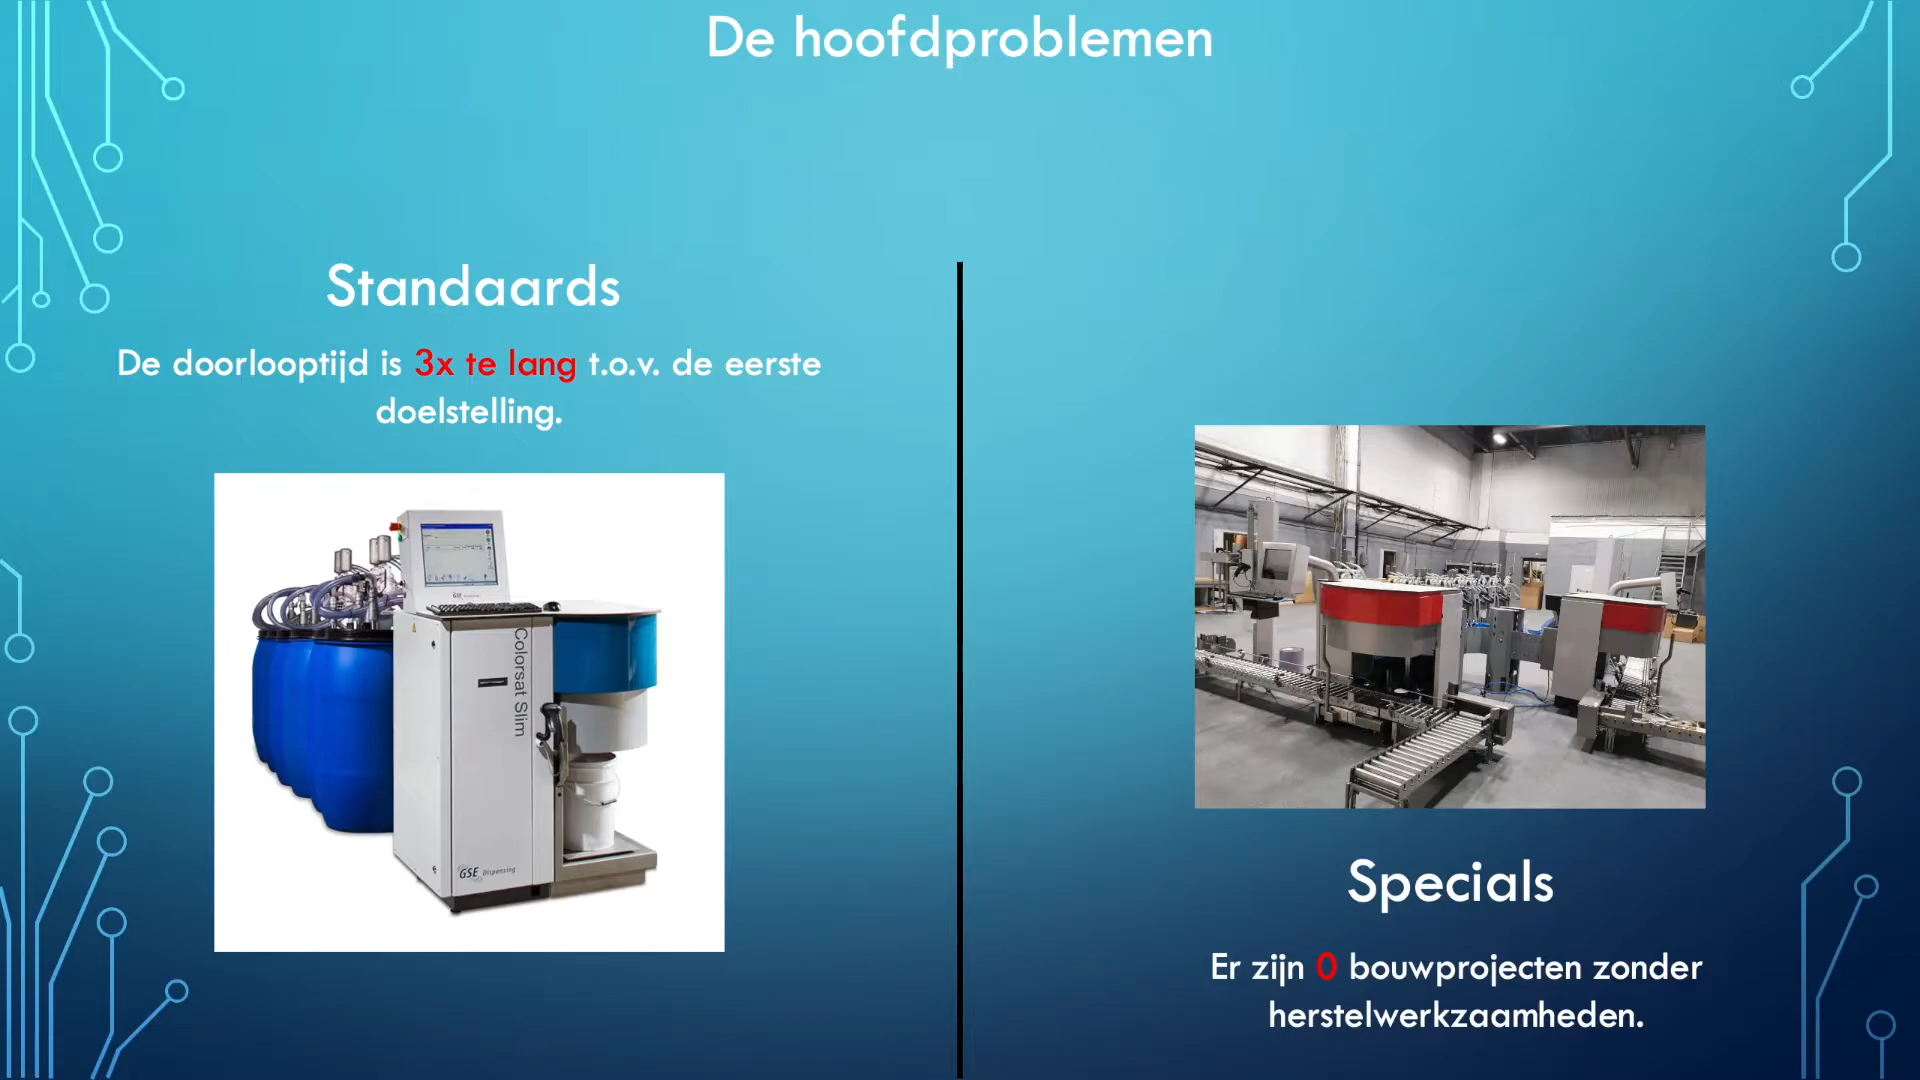 De hoofdproblemen
Standaards
De doorlooptijd is 3x te lang t.o.v. de eerste
doelstelling.
Colorsat Slim
GSE Dispensing
Specials
Er zijn 0 bouwprojecten zonder
herstelwerkzaamheden.